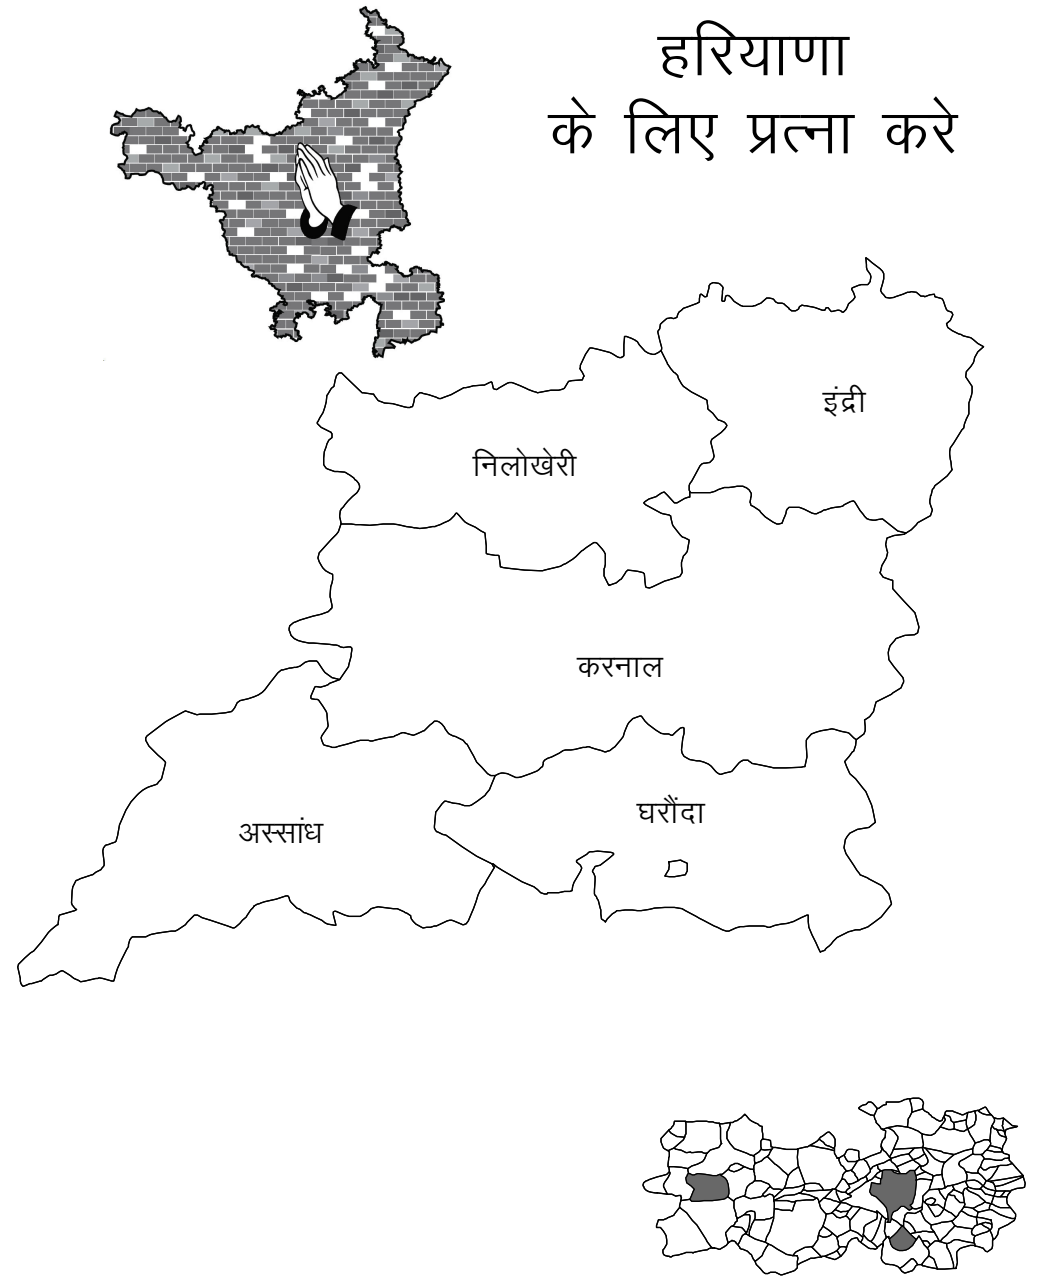 हरियाणा
के लिए प्रत्ना करे
इंद्री
निलोखेरी
करनाल
घरौंदा
अस्सांध